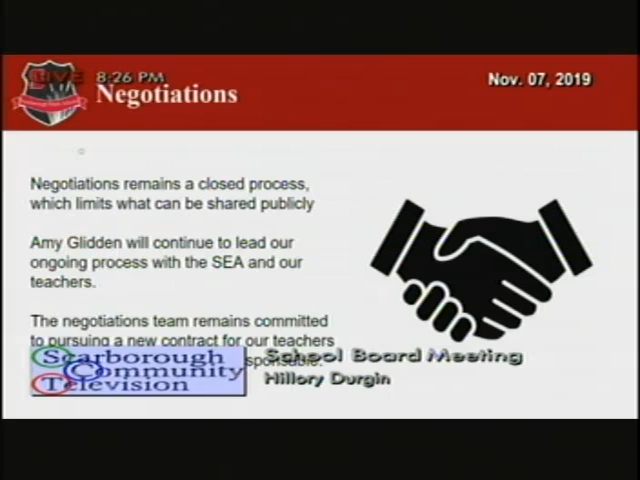 LIVE
8:26 PM
Nov. 07, 2019
Negotiations
Negotiations remains a closed process,
which limits what can be shared publicly
Amy Glidden will continue to lead our
ongoing process with the SEA and our
teachers.
The negotiations team remains committed
to pursuing a new contract for our teachers
sponsible.
Scarborough
Community
Television
School Board Meeting
Hillory Durgin